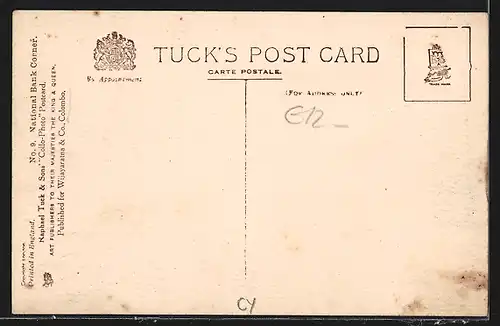 TUCK'S POST CARD
CARTE POSTALE.
By Appointment
(FOR ADDRESS ONLY)
TRADE MARK
No. 9. National Bank Corner.
Raphael Tuck & Sons' "Collo-Photo" Postcard.
ART PUBLISHERS TO THEIR MAJESTIES THE KING & QUEEN.
Published for Wijayaratna & Co., Colombo.
Printed in England.
CY